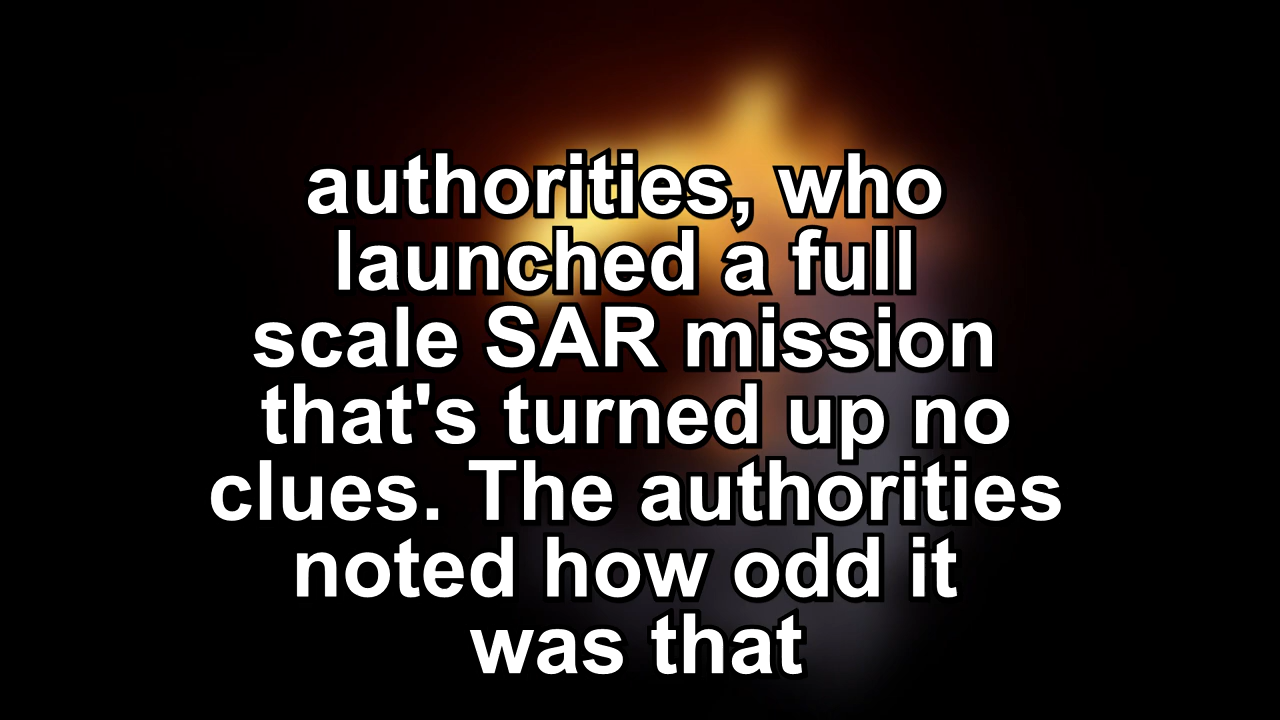 authorities, who
launched a full
scale SAR mission
that's turned up no
clues. The authorities
noted how odd it
was that